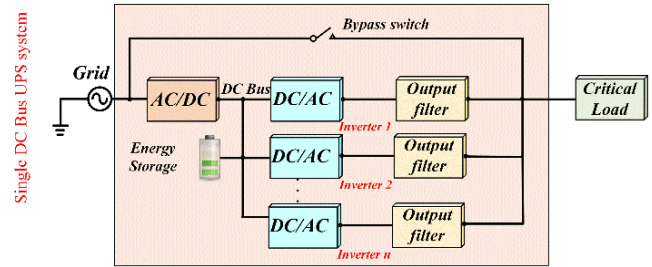 Single DC Bus UPS system
Bypass switch
Grid
AC/DC
DC Bus
DC/AC
Inverter 1
Output
filter
Critical
Load
Energy
Storage
DC/AC
Inverter 2
Output
filter
DC/AC
Inverter n
Output
filter